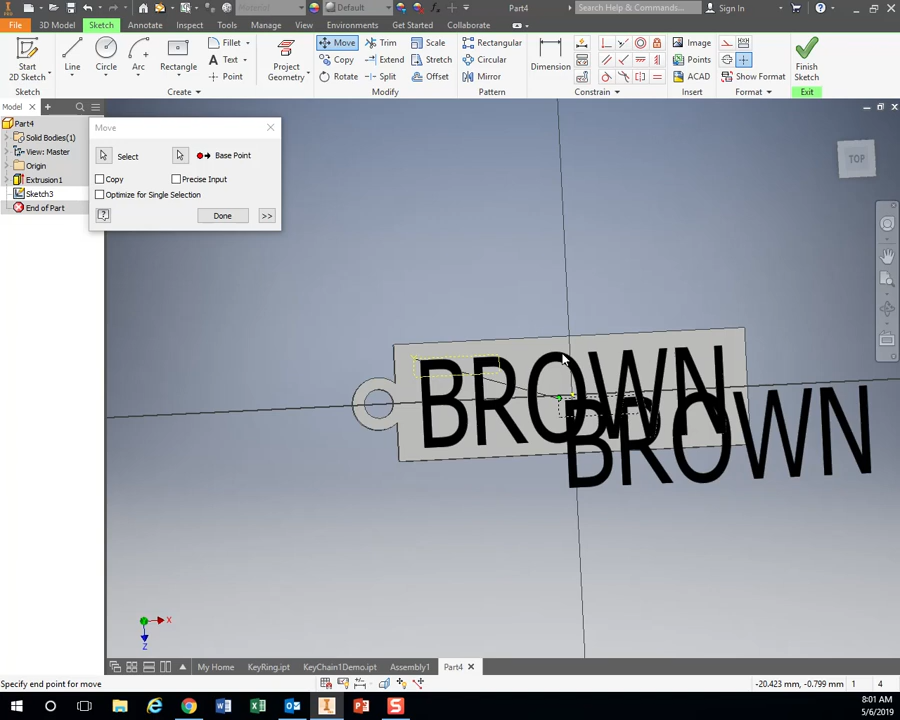 Material
Default
Part4
Search Help & Commands...
Sign In
File
3D Model
Sketch
Annotate
Inspect
Tools
Manage
View
Environments
Get Started
Collaborate
Start
2D Sketch
Line
Circle
Arc
Rectangle
Fillet
Text
Point
Project
Geometry
Move
Copy
Rotate
Trim
Extend
Split
Scale
Stretch
Offset
Rectangular
Circular
Mirror
Dimension
Image
Points
ACAD
Show Format
Finish
Sketch
Sketch
Create
Modify
Pattern
Constrain
Insert
Format
Exit
Model
Part4
Solid Bodies(1)
View: Master
Origin
Extrusion1
Sketch3
End of Part
Move
Select
Base Point
Copy
Precise Input
Optimize for Single Selection
Done
>>
TOP
BROWN
BROWN
X
Z
My Home
KeyRing.ipt
KeyChain1Demo.ipt
Assembly1
Part4
Specify end point for move
-20.423 mm, -0.799 mm
1
4
8:01 AM
5/6/2019